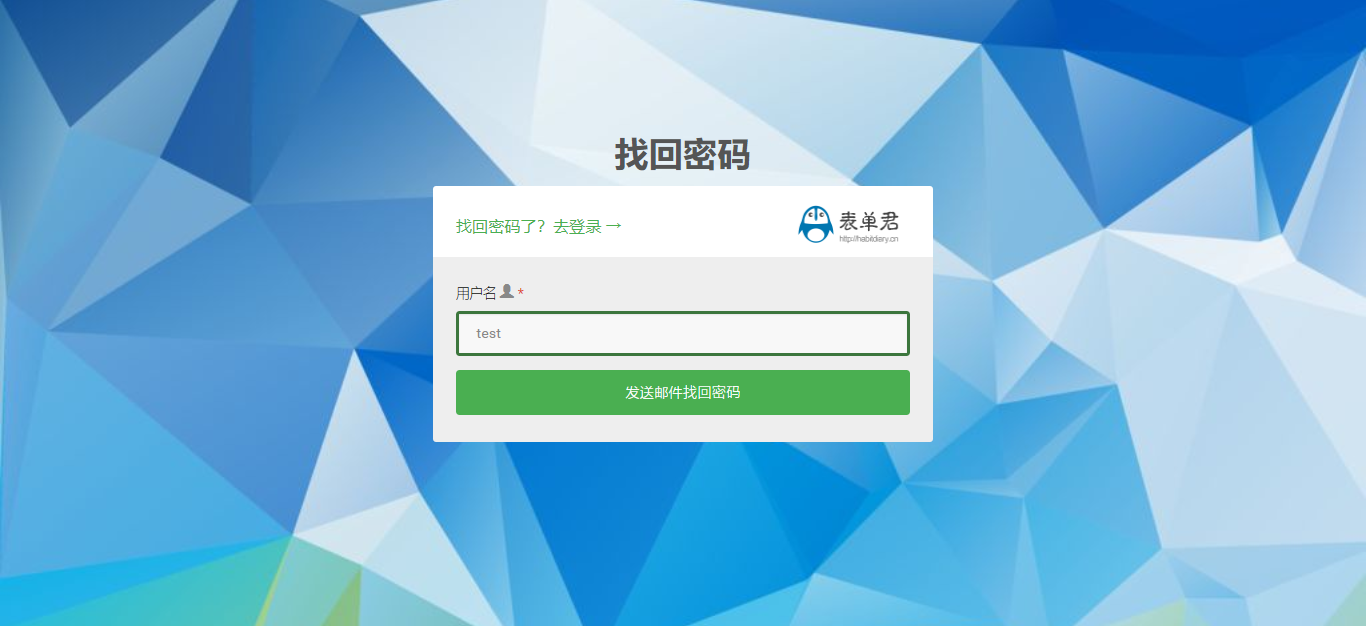 找回密码
找回密码了？去登录 →
表单君
http://habitdiary.cn
用户名 *
test
发送邮件找回密码